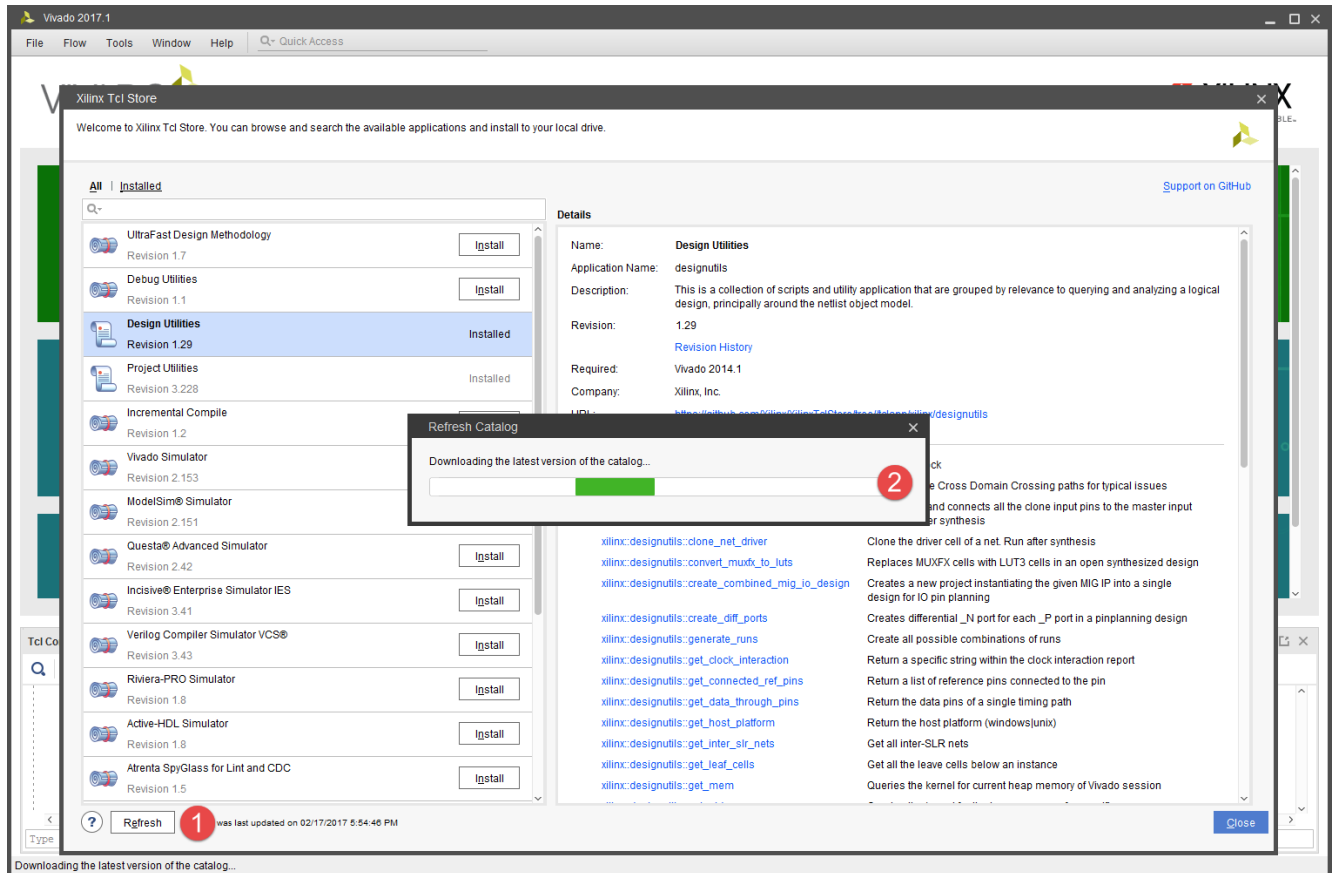 Vivado 2017.1
File Flow Tools Window Help Quick Access
Xilinx Tcl Store
Welcome to Xilinx Tcl Store. You can browse and search the available applications and install to your local drive.
All | Installed
Support on GitHub
UltraFast Design Methodology
Revision 1.7
Install
Debug Utilities
Revision 1.1
Install
Design Utilities
Revision 1.29
Installed
Project Utilities
Revision 3.228
Installed
Incremental Compile
Revision 1.2
Vivado Simulator
Revision 2.153
ModelSim® Simulator
Revision 2.151
Questa® Advanced Simulator
Revision 2.42
Install
Incisive® Enterprise Simulator IES
Revision 3.41
Install
Verilog Compiler Simulator VCS®
Revision 3.43
Install
Riviera-PRO Simulator
Revision 1.8
Install
Active-HDL Simulator
Revision 1.8
Install
Atrenta SpyGlass for Lint and CDC
Revision 1.5
Install
Details
Name: Design Utilities
Application Name: designutils
Description: This is a collection of scripts and utility application that are grouped by relevance to querying and analyzing a logical
design, principally around the netlist object model.
Revision: 1.29
Revision History
Required: Vivado 2014.1
Company: Xilinx, Inc.
URL: https://github.com/Xilinx/XilinxTclStore/tree/tclapp/xilinx/designutils
Refresh Catalog
Downloading the latest version of the catalog...
2
Cross Domain Crossing paths for typical issues
and connects all the clone input pins to the master input
synthesis
xilinx::designutils::clone_net_driver Clone the driver cell of a net. Run after synthesis
xilinx::designutils::convert_muxfx_to_luts Replaces MUXFX cells with LUT3 cells in an open synthesized design
xilinx::designutils::create_combined_mig_io_design Creates a new project instantiating the given MIG IP into a single
design for IO pin planning
xilinx::designutils::create_diff_ports Creates differential _N port for each _P port in a pinplanning design
xilinx::designutils::generate_runs Create all possible combinations of runs
xilinx::designutils::get_clock_interaction Return a specific string within the clock interaction report
xilinx::designutils::get_connected_ref_pins Return a list of reference pins connected to the pin
xilinx::designutils::get_data_through_pins Return the data pins of a single timing path
xilinx::designutils::get_host_platform Return the host platform (windows|unix)
xilinx::designutils::get_inter_slr_nets Get all inter-SLR nets
xilinx::designutils::get_leaf_cells Get all the leave cells below an instance
xilinx::designutils::get_mem Queries the kernel for current heap memory of Vivado session
? Refresh 1 was last updated on 02/17/2017 5:54:46 PM
Close
Tcl Co
Type
Downloading the latest version of the catalog...